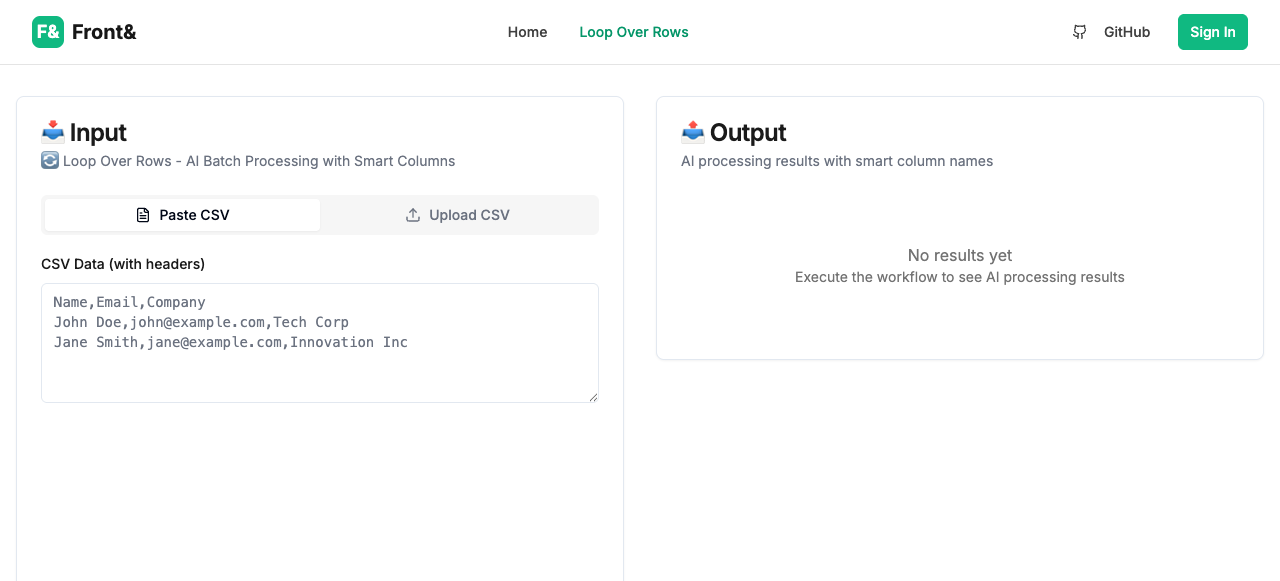 F& Front&
Home
Loop Over Rows
GitHub
Sign In
Input
Loop Over Rows - AI Batch Processing with Smart Columns
Paste CSV
Upload CSV
CSV Data (with headers)
Name,Email,Company
John Doe,john@example.com,Tech Corp
Jane Smith,jane@example.com,Innovation Inc
Output
AI processing results with smart column names
No results yet
Execute the workflow to see AI processing results